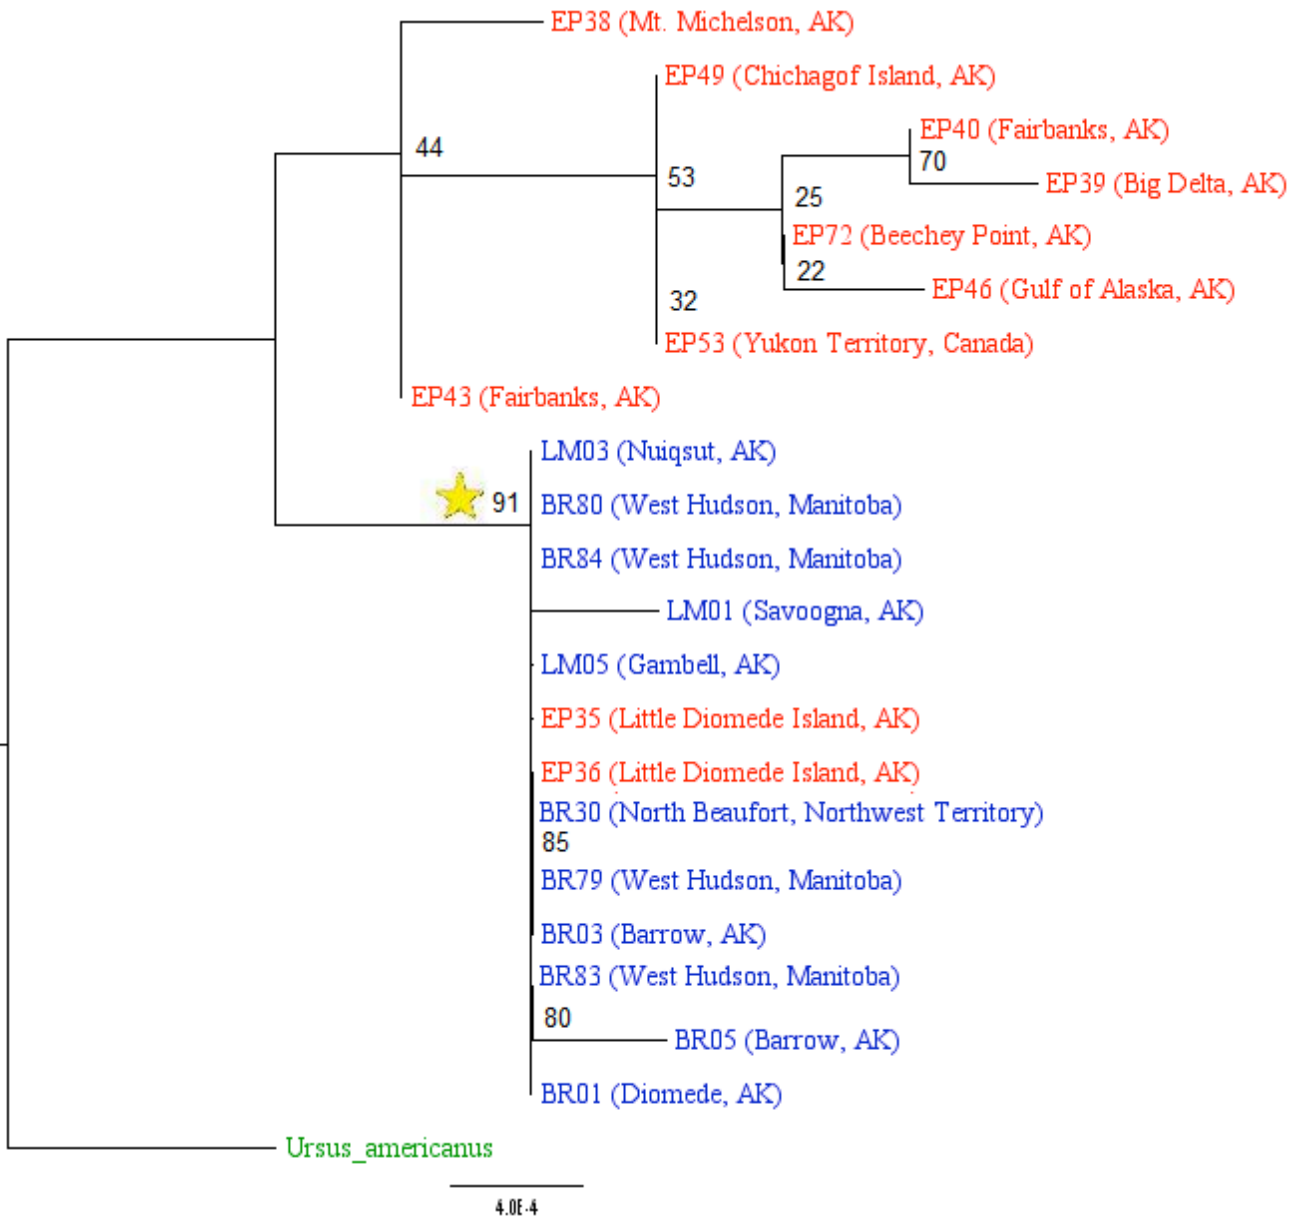 EP38 (Mt. Michelson, AK)
EP49 (Chichagof Island, AK)
EP40 (Fairbanks, AK)
44
70
53
EP39 (Big Delta, AK)
25
EP72 (Beechey Point, AK)
22
EP46 (Gulf of Alaska, AK)
32
EP53 (Yukon Territory, Canada)
EP43 (Fairbanks, AK)
LM03 (Nuiqsut, AK)
91
BR80 (West Hudson, Manitoba)
BR84 (West Hudson, Manitoba)
LM01 (Savoogna, AK)
LM05 (Gambell, AK)
EP35 (Little Diomede Island, AK)
EP36 (Little Diomede Island, AK)
BR30 (North Beaufort, Northwest Territory)
85
BR79 (West Hudson, Manitoba)
BR03 (Barrow, AK)
BR83 (West Hudson, Manitoba)
80
BR05 (Barrow, AK)
BR01 (Diomede, AK)
Ursus_americanus
4.0E-4